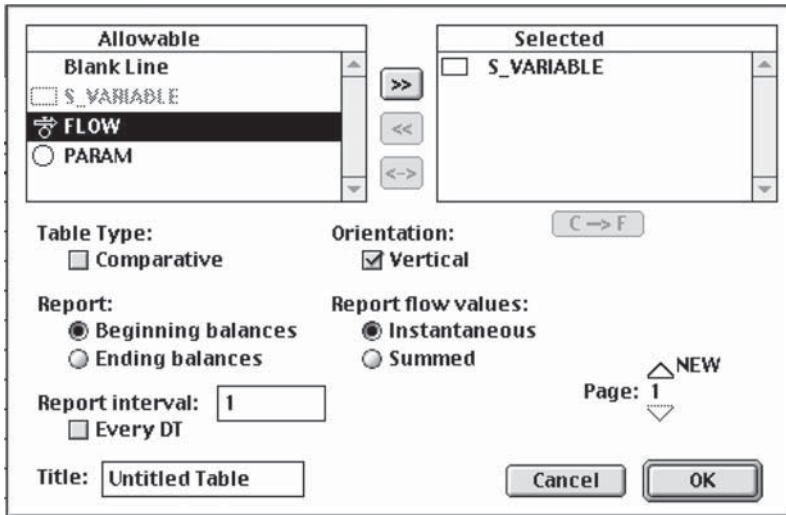 Allowable
Blank Line
S_VARIABLE
FLOW
PARAM
>>
<<
<->
Selected
S_VARIABLE
C —> F
Table Type:
Comparative
Orientation:
Vertical
Report:
Beginning balances
Ending balances
Report flow values:
Instantaneous
Summed
Report interval: 1
Every DT
NEW
Page: 1
Title: Untitled Table
Cancel
OK